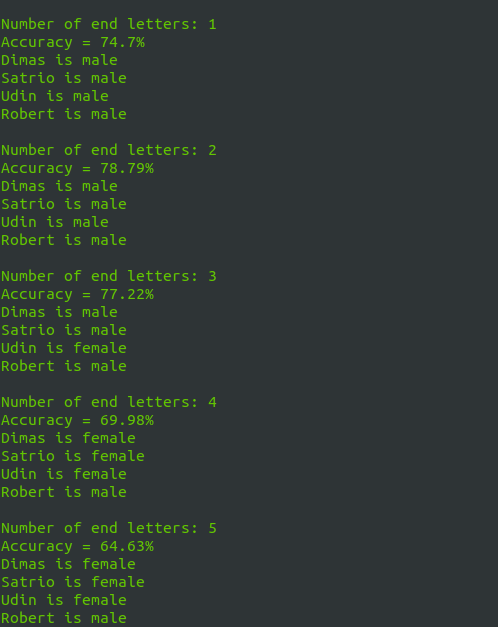 Number of end letters: 1
Accuracy = 74.7%
Dimas is male
Satrio is male
Udin is male
Robert is male
Number of end letters: 2
Accuracy = 78.79%
Dimas is male
Satrio is male
Udin is male
Robert is male
Number of end letters: 3
Accuracy = 77.22%
Dimas is male
Satrio is male
Udin is female
Robert is male
Number of end letters: 4
Accuracy = 69.98%
Dimas is female
Satrio is female
Udin is female
Robert is male
Number of end letters: 5
Accuracy = 64.63%
Dimas is female
Satrio is female
Udin is female
Robert is male